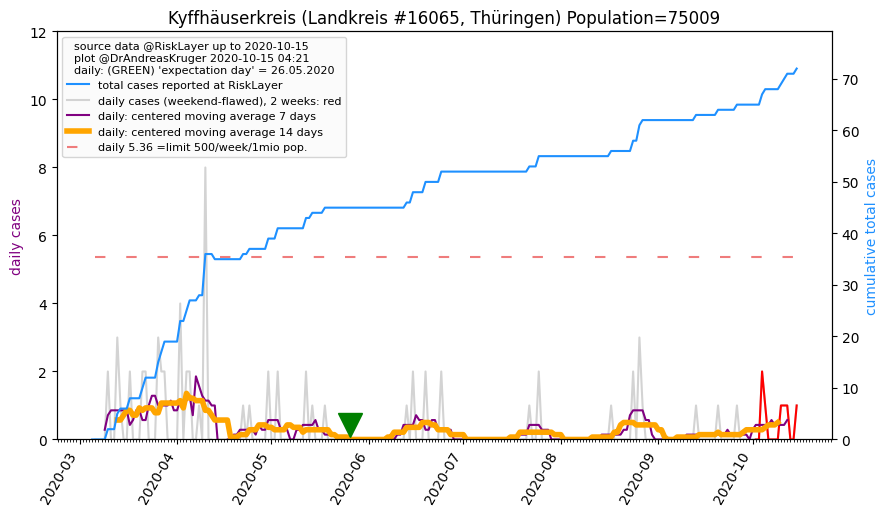 Kyffhäuserkreis (Landkreis #16065, Thüringen) Population=75009
source data @RiskLayer up to 2020-10-15
plot @DrAndreasKruger 2020-10-15 04:21
daily: (GREEN) 'expectation day' = 26.05.2020
total cases reported at RiskLayer
daily cases (weekend-flawed), 2 weeks: red
daily: centered moving average 7 days
daily: centered moving average 14 days
daily 5.36 =limit 500/week/1mio pop.
daily cases
12
10
8
6
4
2
0
cumulative total cases
70
60
50
40
30
20
10
0
2020-03
2020-04
2020-05
2020-06
2020-07
2020-08
2020-09
2020-10